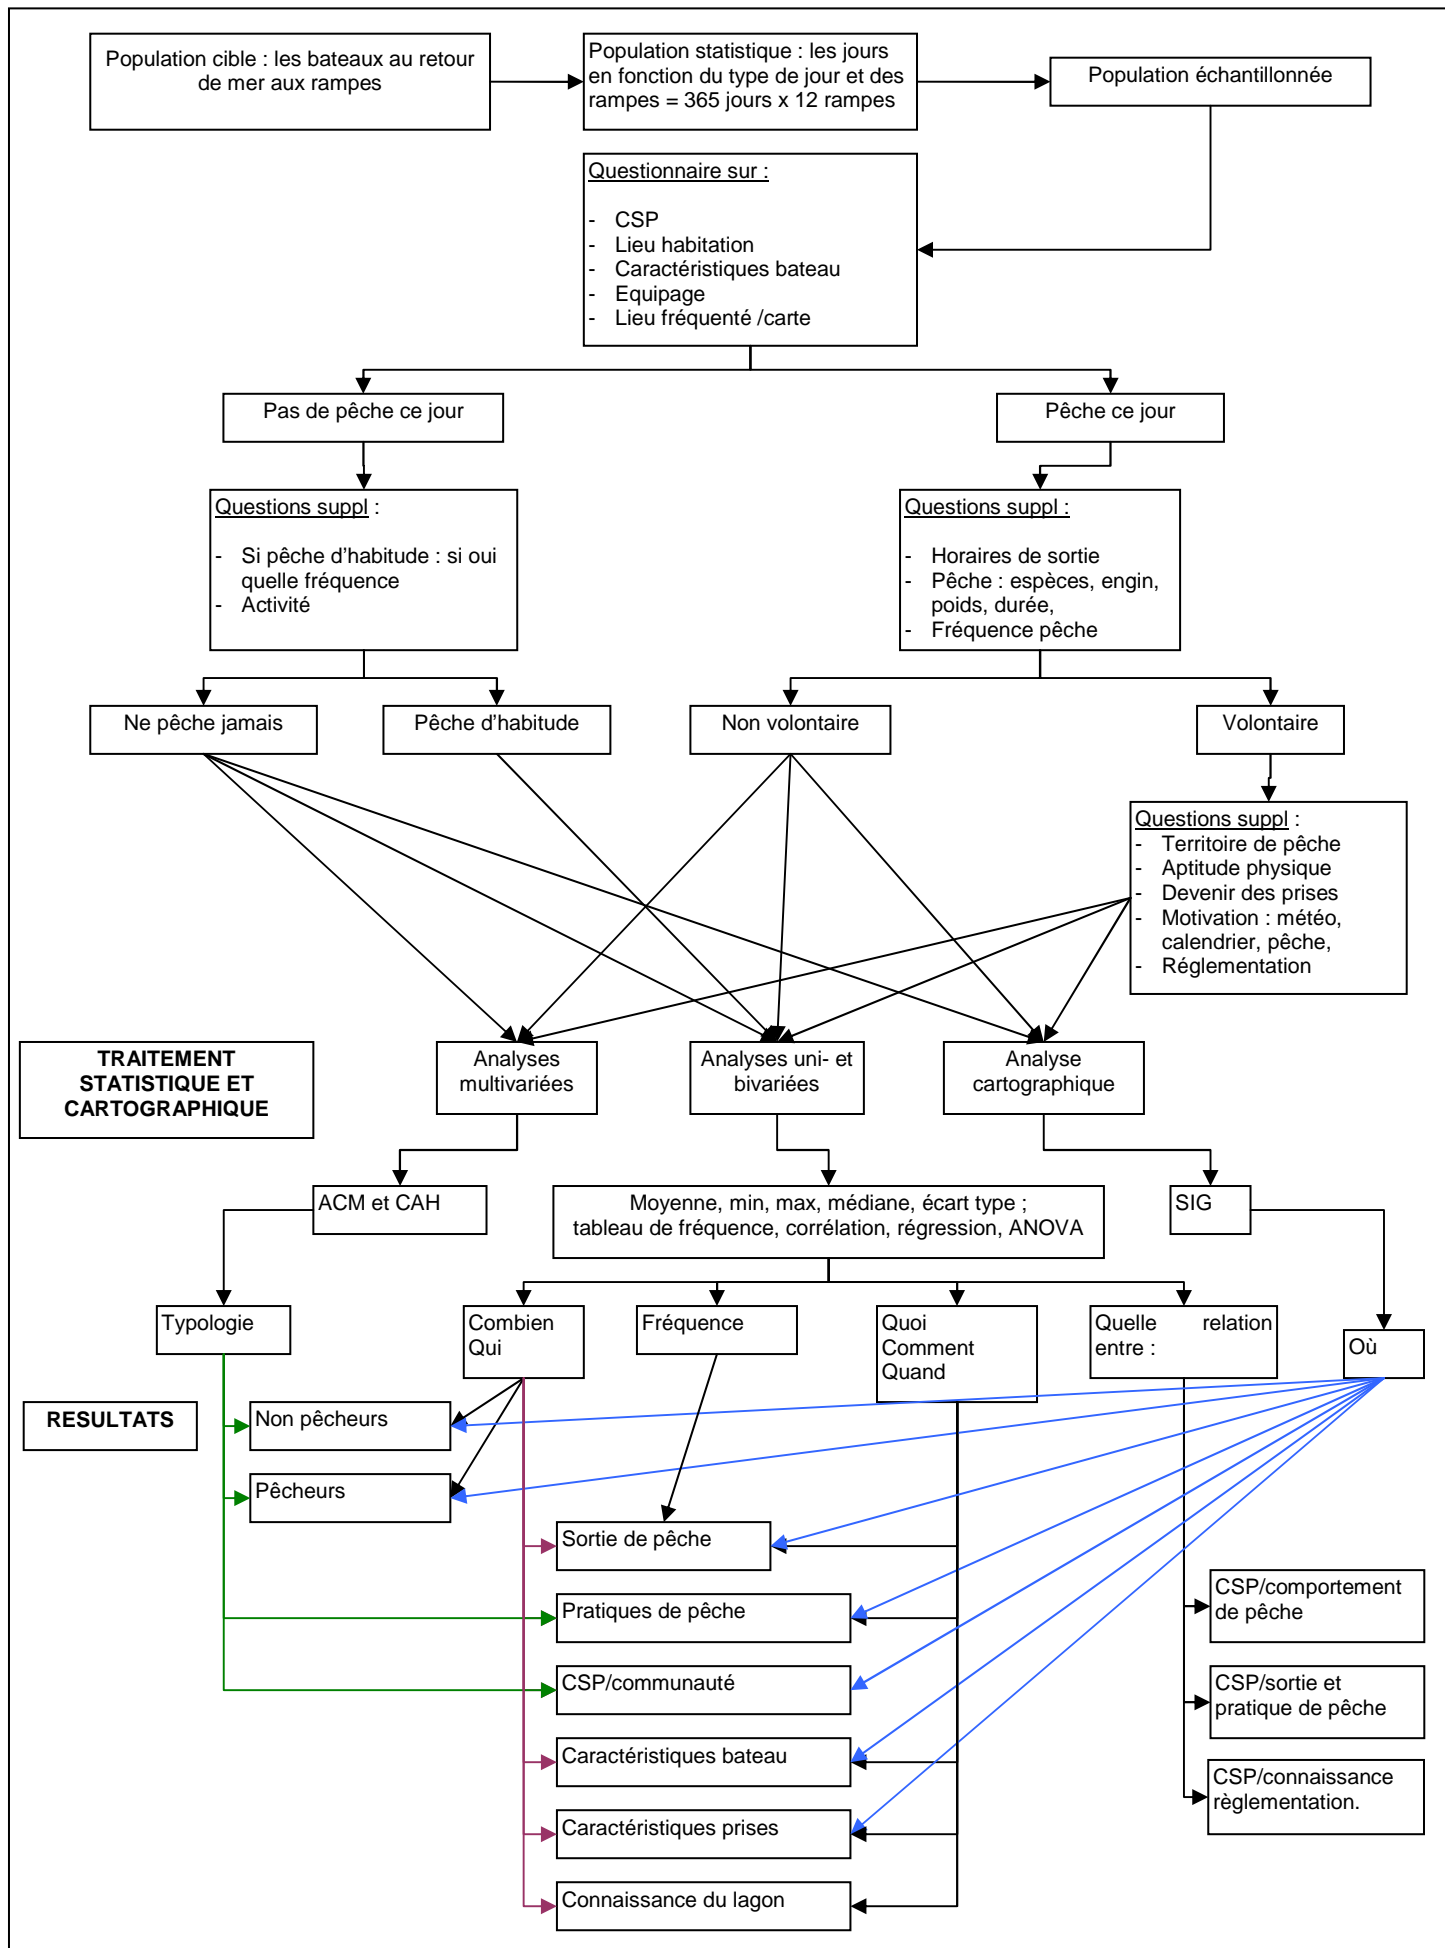 Population cible : les bateaux au retour
de mer aux rampes
Population statistique : les jours
en fonction du type de jour et des
rampes = 365 jours x 12 rampes
Population échantillonnée
Questionnaire sur :
- CSP
- Lieu habitation
- Caractéristiques bateau
- Equipage
- Lieu fréquenté /carte
Pas de pêche ce jour
Pêche ce jour
Questions suppl :
- Si pêche d’habitude : si oui
quelle fréquence
- Activité
Questions suppl :
- Horaires de sortie
- Pêche : espèces, engin,
poids, durée,
- Fréquence pêche
Ne pêche jamais
Pêche d’habitude
Non volontaire
Volontaire
Questions suppl :
- Territoire de pêche
- Aptitude physique
- Devenir des prises
- Motivation : météo,
calendrier, pêche,
- Réglementation
TRAITEMENT
STATISTIQUE ET
CARTOGRAPHIQUE
Analyses
multivariées
Analyses uni- et
bivariées
Analyse
cartographique
ACM et CAH
Moyenne, min, max, médiane, écart type ;
tableau de fréquence, corrélation, régression, ANOVA
SIG
Typologie
Combien
Qui
Fréquence
Quoi
Comment
Quand
Quelle relation
entre :
Où
RESULTATS
Non pêcheurs
Pêcheurs
Sortie de pêche
Pratiques de pêche
CSP/communauté
Caractéristiques bateau
Caractéristiques prises
Connaissance du lagon
CSP/comportement
de pêche
CSP/sortie et
pratique de pêche
CSP/connaissance
règlementation.